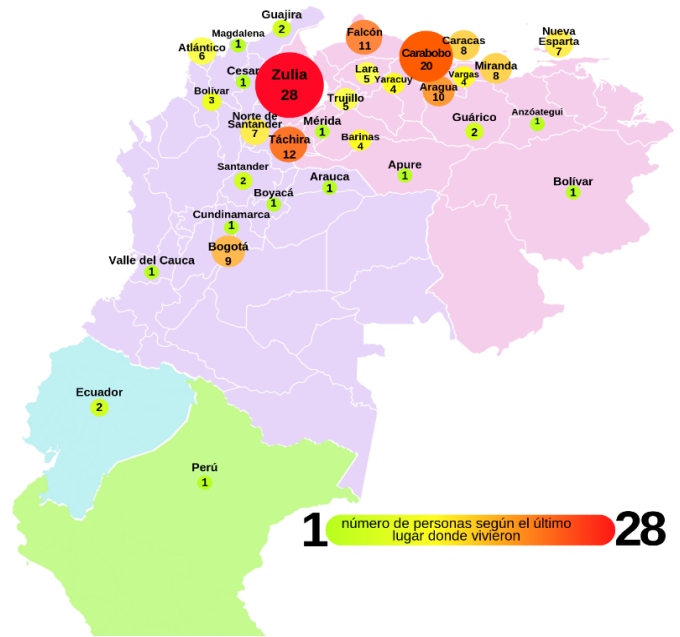 Guajira
2
Magdalena
1
Atlántico
6
Cesar
1
Bolívar
3
Zulia
28
Falcón
11
Carabobo
20
Caracas
8
Nueva
Esparta
7
Lara
5
Yaracuy
4
Vargas
4
Miranda
8
Aragua
10
Trujillo
5
Norte de
Santander
7
Táchira
12
Mérida
1
Barinas
4
Guárico
2
Anzóategui
1
Santander
2
Arauca
1
Apure
1
Bolívar
1
Boyacá
1
Cundinamarca
1
Bogotá
9
Valle del Cauca
1
Ecuador
2
Perú
1
1
número de personas según el último
lugar donde vivieron
28